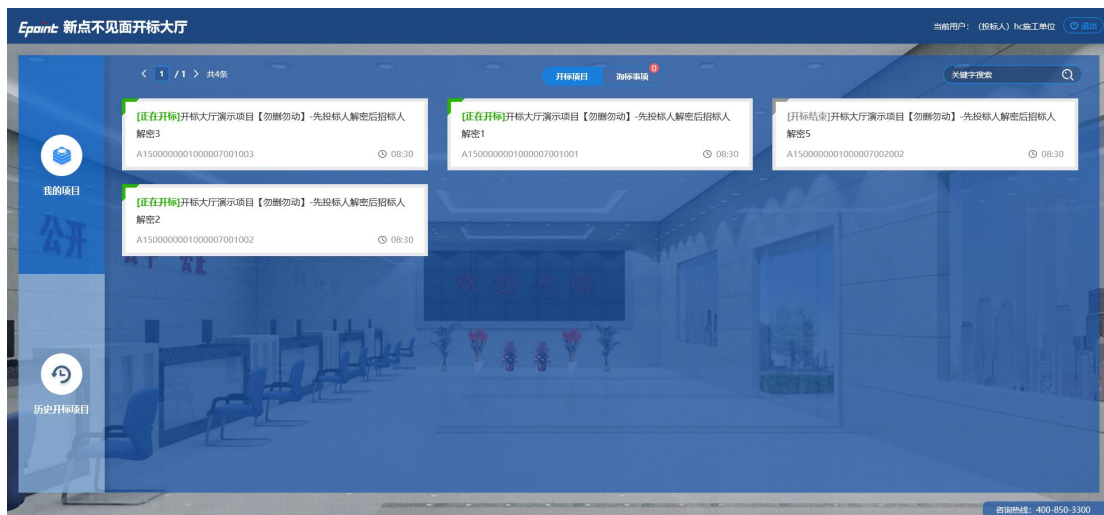 Epoint 新点不见面开标大厅
当前用户： (投标人) hc施工单位
退出
1 / 1 共4条
开标项目
询标事项
0
关键字搜索
[正在开标]开标大厅演示项目【勿删勿动】-先投标人解密后招标人
解密3
A1500000001000007001003 08:30
[正在开标]开标大厅演示项目【勿删勿动】-先投标人解密后招标人
解密1
A1500000001000007001001 08:30
[开标结束]开标大厅演示项目【勿删勿动】-先投标人解密后招标人
解密5
A1500000001000007002002 08:30
我的项目
[正在开标]开标大厅演示项目【勿删勿动】-先投标人解密后招标人
解密2
A1500000001000007001002 08:30
公开
公正
历史开标项目
咨询热线：400-850-3300